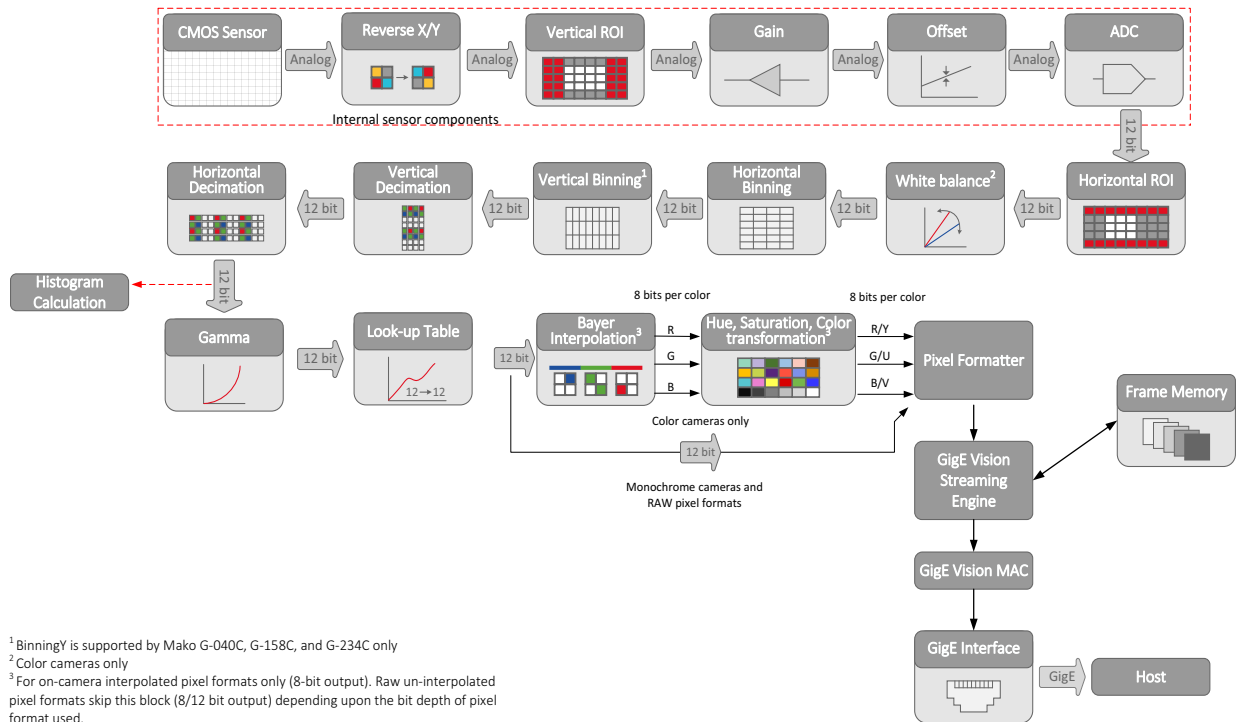 CMOS Sensor
Analog
Reverse X/Y
Analog
Vertical ROI
Analog
Gain
Analog
Offset
Analog
ADC
Internal sensor components
12 bit
Horizontal ROI
12 bit
White balance2
12 bit
Horizontal
Binning
12 bit
Vertical Binning1
12 bit
Vertical
Decimation
12 bit
Horizontal
Decimation
12 bit
Histogram
Calculation
Gamma
12 bit
Look-up Table
12→12
12 bit
Bayer
Interpolation3
8 bits per color
R
G
B
Hue, Saturation, Color
transformation3
8 bits per color
R/Y
G/U
B/V
Color cameras only
12 bit
Monochrome cameras and
RAW pixel formats
Pixel Formatter
Frame Memory
GigE Vision
Streaming
Engine
GigE Vision MAC
GigE Interface
GigE
Host
1 BinningY is supported by Mako G-040C, G-158C, and G-234C only
2 Color cameras only
3 For on-camera interpolated pixel formats only (8-bit output). Raw un-interpolated
pixel formats skip this block (8/12 bit output) depending upon the bit depth of pixel
format used.